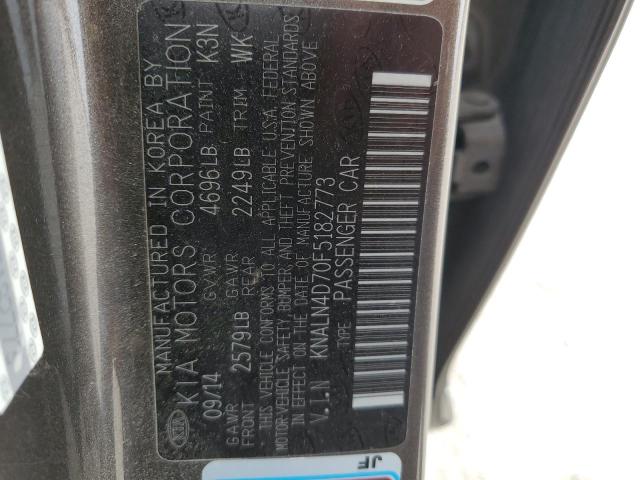 MANUFACTURED IN KOREA BY
KIA MOTORS CORPORATION
09/14 GVWR 4696LB PAINT K3N
GAWR FRONT 2579LB GAWR REAR 2249LB TRIM WK
* THIS VEHICLE CONFORMS TO ALL APPLICABLE U.S.A. FEDERAL
MOTOR VEHICLE SAFETY, BUMPER, AND THEFT PREVENTION STANDARDS
IN EFFECT ON THE DATE OF MANUFACTURE SHOWN ABOVE
V.I.N KNALN4D70F5182773
TYPE: PASSENGER CAR
JF